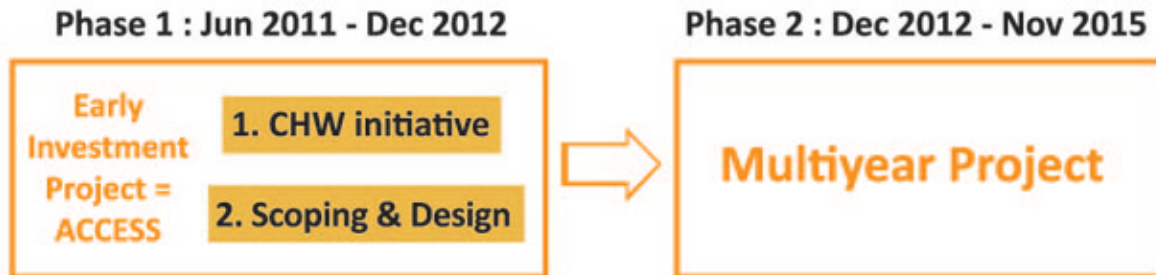 Phase 1 : Jun 2011 - Dec 2012
Early
Investment
Project =
ACCESS
1. CHW initiative
2. Scoping & Design
Phase 2 : Dec 2012 - Nov 2015
Multiyear Project